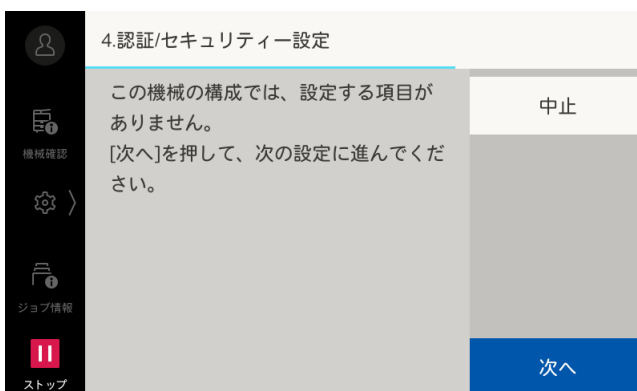 4.認証/セキュリティー設定
この機械の構成では、設定する項目が
ありません。
[次へ]を押して、次の設定に進んでくだ
さい。
中止
機械確認
ジョブ情報
ストップ
次へ